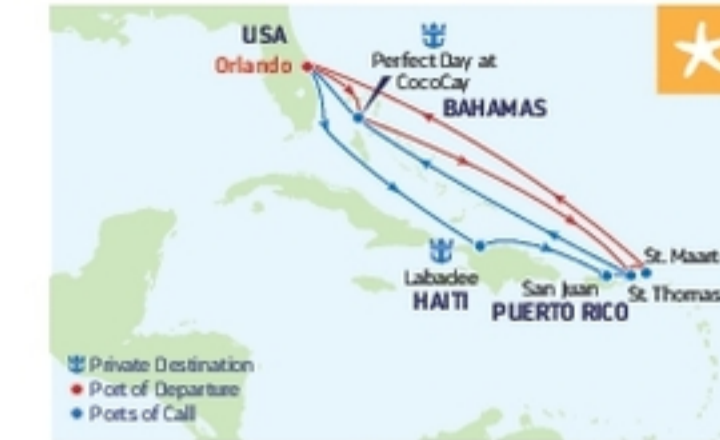 USA
Orlando
Perfect Day at
CocoCay
BAHAMAS
St. Maart
Labadee
HAITI
San Juan
St. Thomas
PUERTO RICO
Private Destination
Port of Departure
Ports of Call